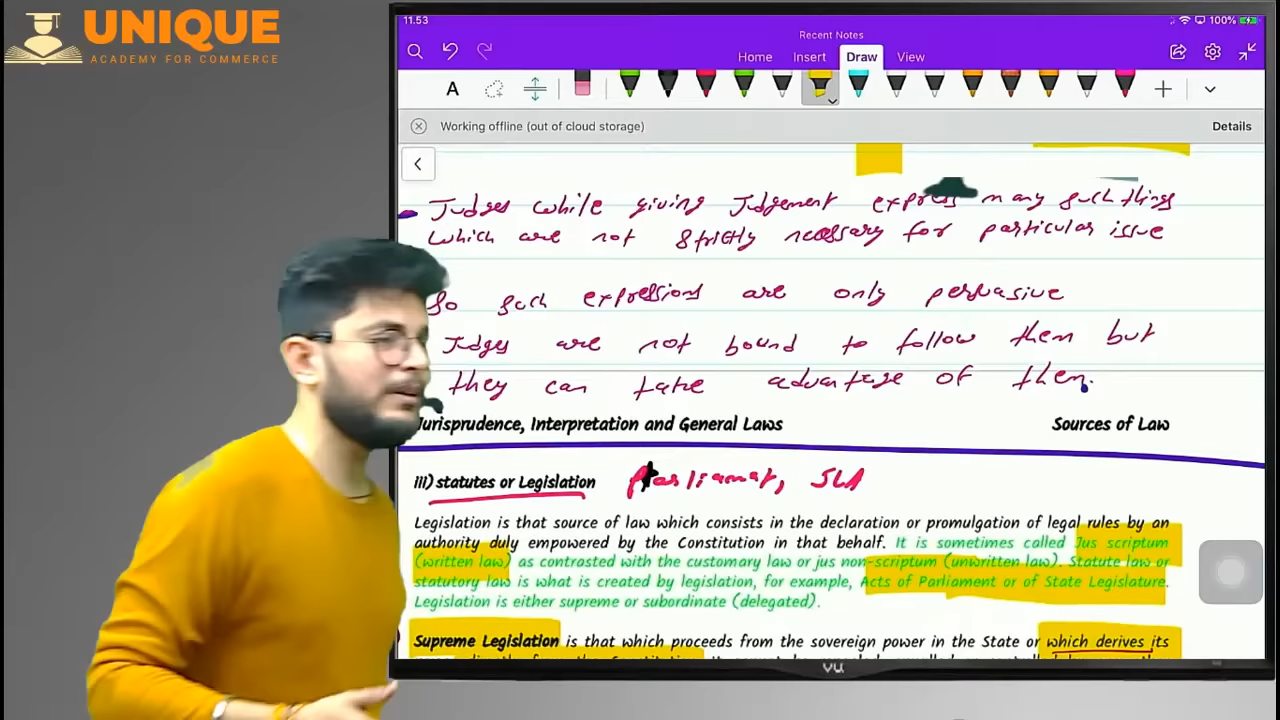 UNIQUE
ACADEMY FOR COMMERCE
11.53
100%
Recent Notes
Home Insert Draw View
A
Working offline (out of cloud storage)
Details
Judges while giving Judgement express many such things
which are not strictly necessary for particular issue
So such expressions are only persuasive
Judges are not bound to follow them but
they can take advantage of them.
Jurisprudence, Interpretation and General Laws
Sources of Law
iii) statutes or Legislation Parliamat, SLA
Legislation is that source of law which consists in the declaration or promulgation of legal rules by an
authority duly empowered by the Constitution in that behalf. It is sometimes called Jus scriptum
(written law) as contrasted with the customary law or jus non-scriptum (unwritten law). Statute law or
statutory law is what is created by legislation, for example, Acts of Parliament or of State Legislature.
Legislation is either supreme or subordinate (delegated).
Supreme Legislation is that which proceeds from the sovereign power in the State or which derives its
vu